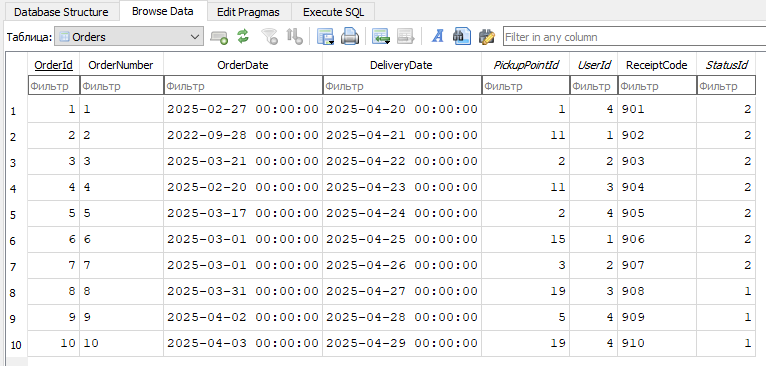 Database Structure Browse Data Edit Pragmas Execute SQL
Таблица: Orders Filter in any column
OrderId OrderNumber OrderDate DeliveryDate PickupPointId UserId ReceiptCode StatusId
Фильтр Фильтр Фильтр Фильтр Фильтр Фильтр Фильтр Фильтр
1 1 1 2025-02-27 00:00:00 2025-04-20 00:00:00 1 4 901 2
2 2 2 2022-09-28 00:00:00 2025-04-21 00:00:00 11 1 902 2
3 3 3 2025-03-21 00:00:00 2025-04-22 00:00:00 2 2 903 2
4 4 4 2025-02-20 00:00:00 2025-04-23 00:00:00 11 3 904 2
5 5 5 2025-03-17 00:00:00 2025-04-24 00:00:00 2 4 905 2
6 6 6 2025-03-01 00:00:00 2025-04-25 00:00:00 15 1 906 2
7 7 7 2025-03-01 00:00:00 2025-04-26 00:00:00 3 2 907 2
8 8 8 2025-03-31 00:00:00 2025-04-27 00:00:00 19 3 908 1
9 9 9 2025-04-02 00:00:00 2025-04-28 00:00:00 5 4 909 1
10 10 10 2025-04-03 00:00:00 2025-04-29 00:00:00 19 4 910 1